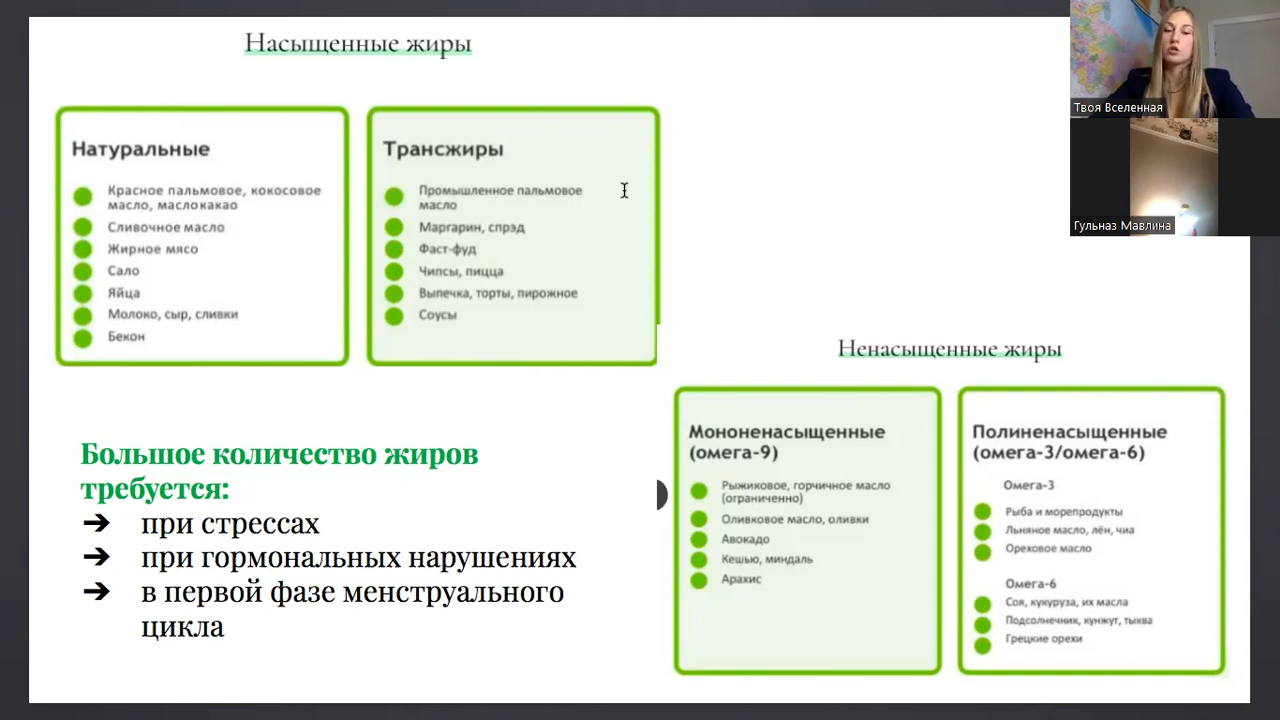 Насыщенные жиры
Натуральные
Красное пальмовое, кокосовое
масло, маслокакао
Сливочное масло
Жирное мясо
Сало
Яйца
Молоко, сыр, сливки
Бекон
Трансжиры
Промышленное пальмовое
масло
Маргарин, спрэд
Фаст-фуд
Чипсы, пицца
Выпечка, торты, пирожное
Соусы
Твоя Вселенная
Гульназ Мавлина
Большое количество жиров
требуется:
➔ при стрессах
➔ при гормональных нарушениях
➔ в первой фазе менструального
цикла
Ненасыщенные жиры
Мононенасыщенные
(омега-9)
Рыжиковое, горчичное масло
(ограниченно)
Оливковое масло, оливки
Авокадо
Кешью, миндаль
Арахис
Полиненасыщенные
(омега-3/омега-6)
Омега-3
Рыба и морепродукты
Льняное масло, лён, чиа
Ореховое масло
Омега-6
Соя, кукуруза, их масла
Подсолнечник, кунжут, тыква
Грецкие орехи